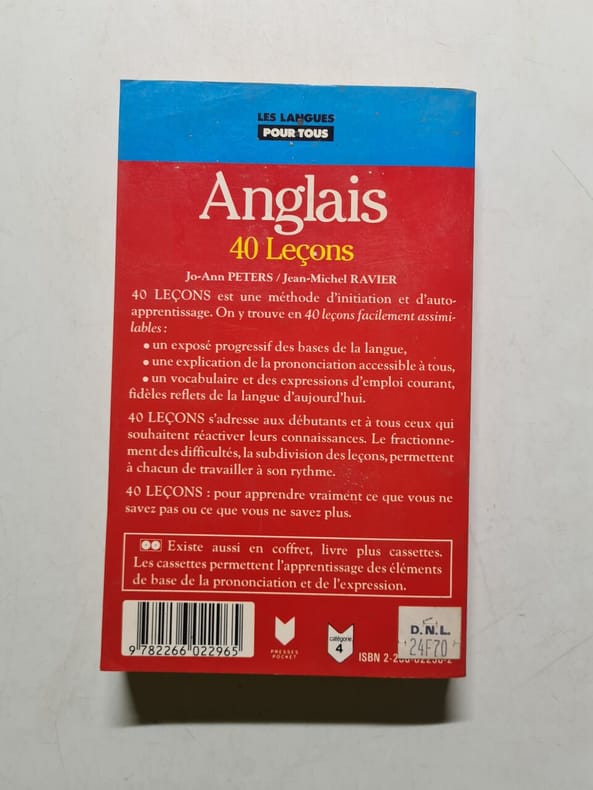 LES LANGUES
POUR TOUS
Anglais
40 Leçons
Jo-Ann PETERS / Jean-Michel RAVIER
40 LEÇONS est une méthode d'initiation et d'auto-
apprentissage. On y trouve en 40 leçons facilement assimi-
lables :
● un exposé progressif des bases de la langue,
● une explication de la prononciation accessible à tous,
● un vocabulaire et des expressions d'emploi courant,
fidèles reflets de la langue d'aujourd'hui.
40 LEÇONS s'adresse aux débutants et à tous ceux qui
souhaitent réactiver leurs connaissances. Le fractionne-
ment des difficultés, la subdivision des leçons, permettent
à chacun de travailler à son rythme.
40 LEÇONS : pour apprendre vraiment ce que vous ne
savez pas ou ce que vous ne savez plus.
Existe aussi en coffret, livre plus cassettes.
Les cassettes permettent l'apprentissage des éléments
de base de la prononciation et de l'expression.
9 782266 022965
PRESSES
POCKET
catégorie
4
D.N.L.
24F70
ISBN